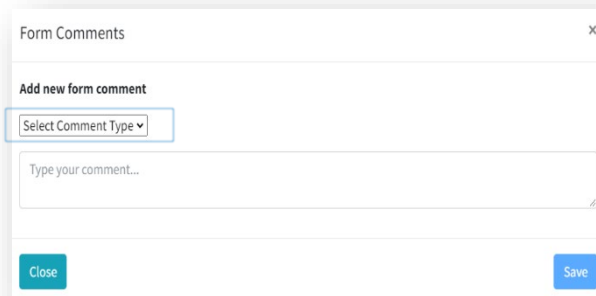 Form Comments
×
Add new form comment
Select Comment Type
Type your comment...
Close
Save